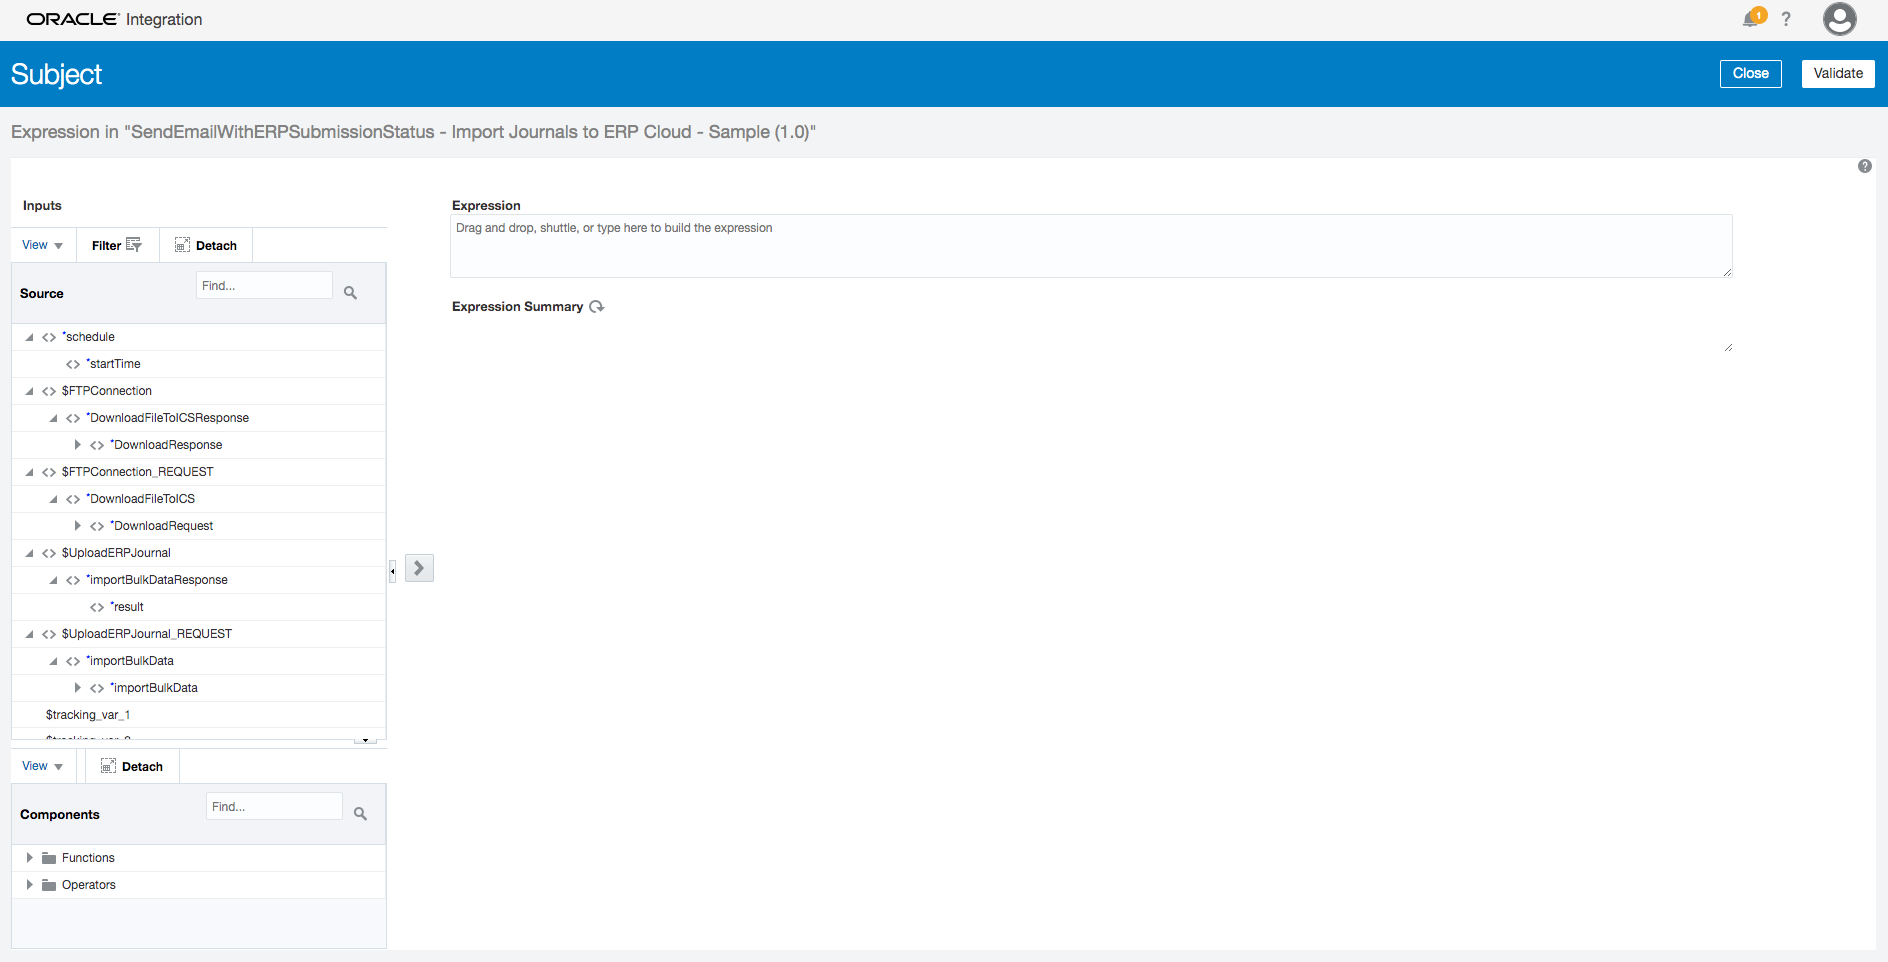 ORACLE Integration
1
?
Subject
Close
Validate
Expression in "SendEmailWithERPSubmissionStatus - Import Journals to ERP Cloud - Sample (1.0)"
?
Inputs
View
Filter
Detach
Source
Find...
<> *schedule
<> *startTime
<> $FTPConnection
<> *DownloadFileToICSResponse
<> *DownloadResponse
<> $FTPConnection_REQUEST
<> *DownloadFileToICS
<> *DownloadRequest
<> $UploadERPJournal
<> *importBulkDataResponse
<> *result
<> $UploadERPJournal_REQUEST
<> *importBulkData
<> *importBulkData
$tracking_var_1
View
Detach
Components
Find...
Functions
Operators
Expression
Drag and drop, shuttle, or type here to build the expression
Expression Summary